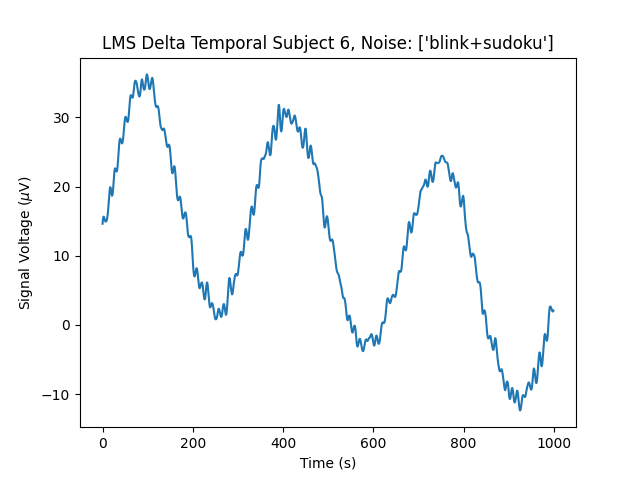 LMS Delta Temporal Subject 6, Noise: ['blink+sudoku']
Signal Voltage (μV)
30
20
10
0
−10
0 200 400 600 800 1000
Time (s)